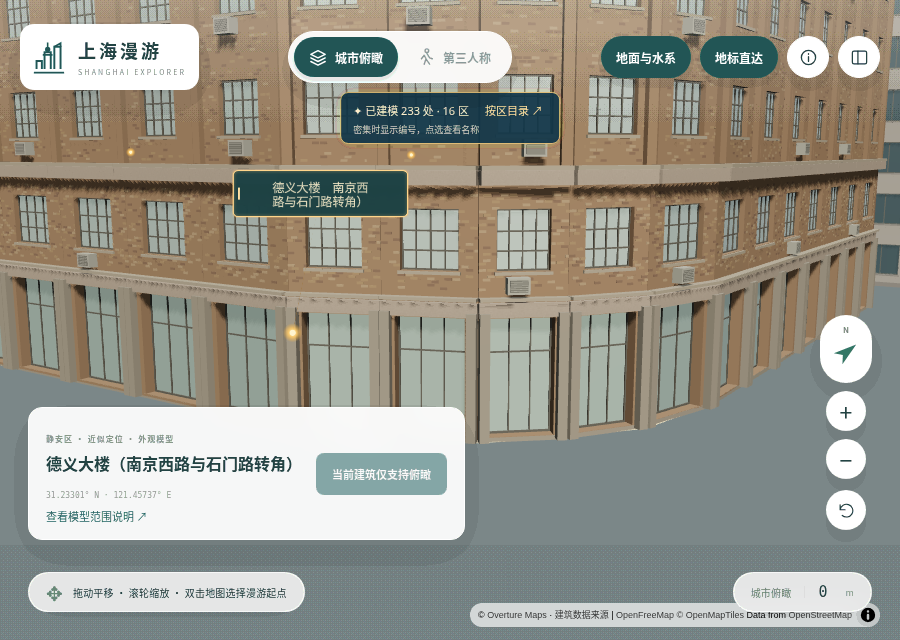 上海漫游
SHANGHAI EXPLORER
城市俯瞰
第三人称
地面与水系
地标直达
✦ 已建模 233 处 · 16 区 按区目录 ↗
密集时显示编号，点选查看名称
德义大楼 南京西
路与石门路转角）
N
静安区 · 近似定位 · 外观模型
德义大楼（南京西路与石门路转角）
当前建筑仅支持俯瞰
31.23301° N · 121.45737° E
查看模型范围说明 ↗
拖动平移 · 滚轮缩放 · 双击地图选择漫游起点
城市俯瞰 0 m
© Overture Maps · 建筑数据来源 | OpenFreeMap © OpenMapTiles Data from OpenStreetMap